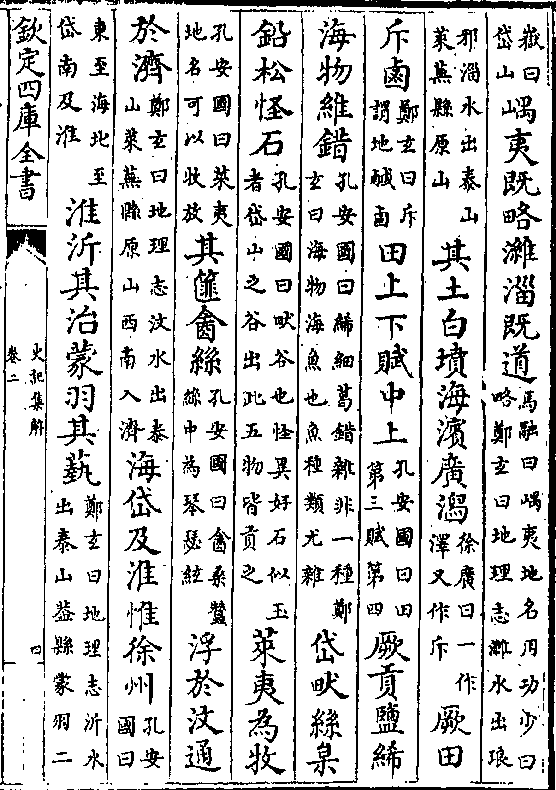 嶽曰岱山嵎夷既略濰淄既道馬融曰嵎夷地名用功少曰略鄭玄曰地理志濰水出琅
邪淄水出泰山萊蕪縣原山其土白墳海濱廣潟徐廣曰一作澤又作斥厥田
斥鹵鄭玄曰斥謂地鹹鹵田上下賦中上孔安國曰田第三賦第四厥貢鹽絺
海物維錯孔安國曰絺細葛錯雜非一種鄭玄曰海物海魚也魚種類尤雜岱畎絲枲
鉛松怪石孔安國曰畎谷也怪異好石似玉者岱山之谷出此五物皆貢之萊夷為牧
孔安國曰萊夷地名可以牧放其篚酓絲孔安國曰酓桑蠶絲中為琴瑟絃浮於汶通
於濟鄭玄曰地理志汶水出泰山萊蕪縣原山西南入濟海岱及淮惟徐州孔安國曰
東至海北至岱南及淮淮沂其治蒙羽其蓺鄭玄曰地理志沂水出泰山蓋縣蒙羽二
欽定四庫全書
史記集解
卷二
四